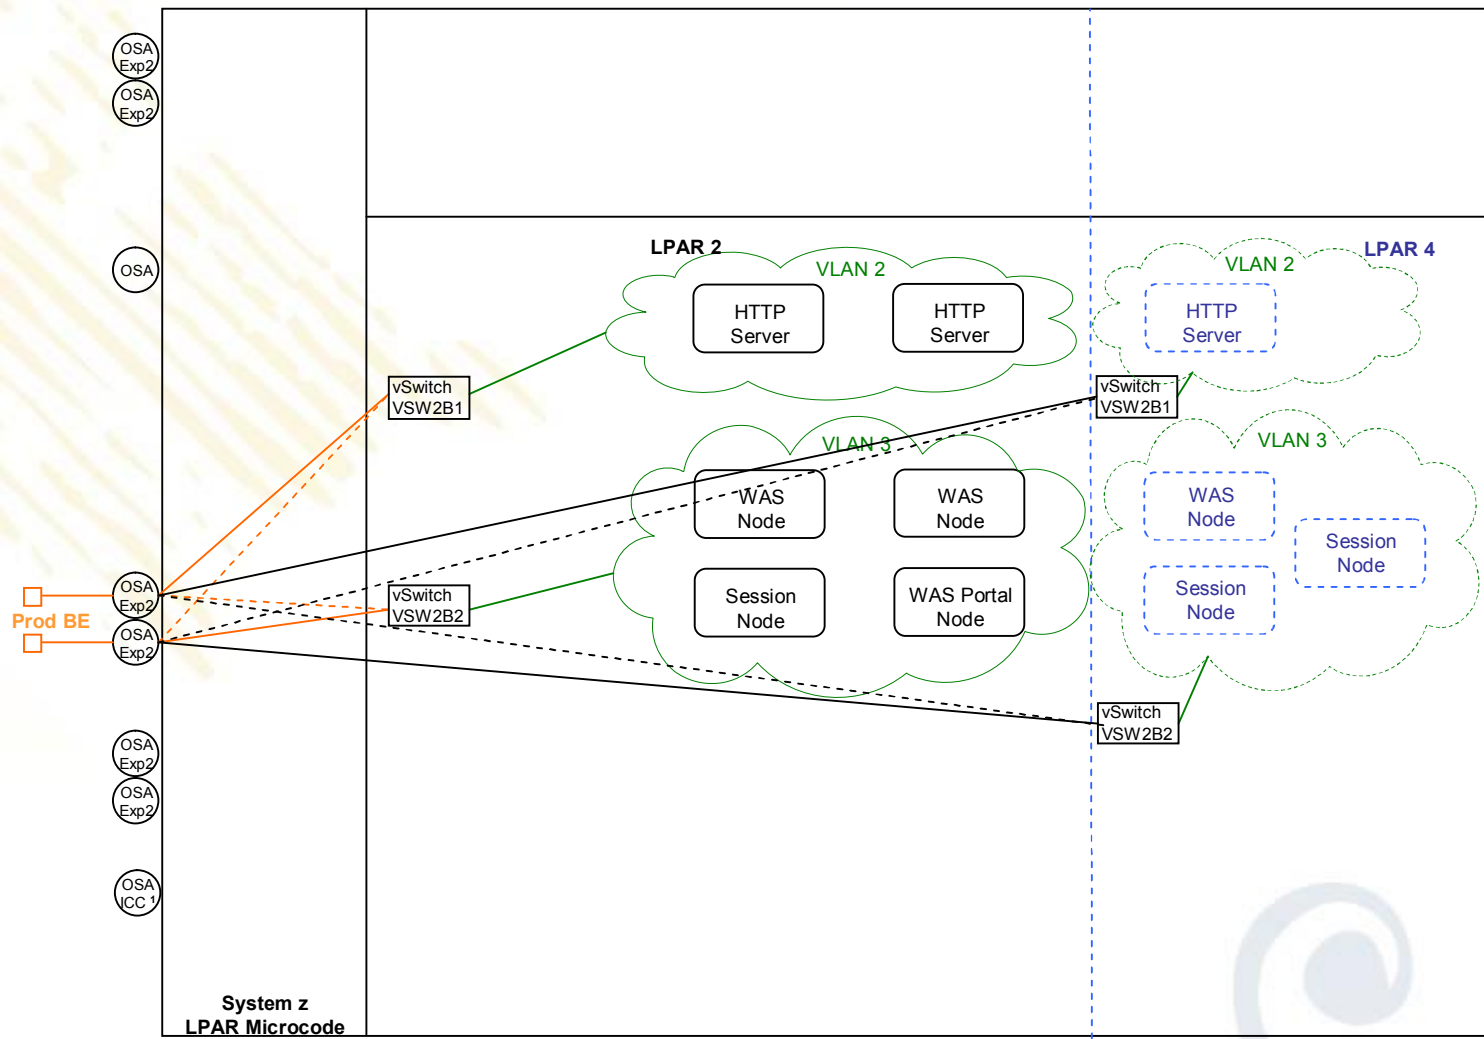 OSA
Exp2
OSA
Exp2
OSA
LPAR 2
VLAN 2
HTTP
Server
HTTP
Server
LPAR 4
VLAN 2
HTTP
Server
vSwitch
VSW2B1
vSwitch
VSW2B1
VLAN 3
WAS
Node
WAS
Node
Session
Node
WAS Portal
Node
VLAN 3
WAS
Node
Session
Node
Session
Node
Prod BE
OSA
Exp2
OSA
Exp2
vSwitch
VSW2B2
vSwitch
VSW2B2
OSA
Exp2
OSA
Exp2
OSA
ICC 1
System z
LPAR Microcode